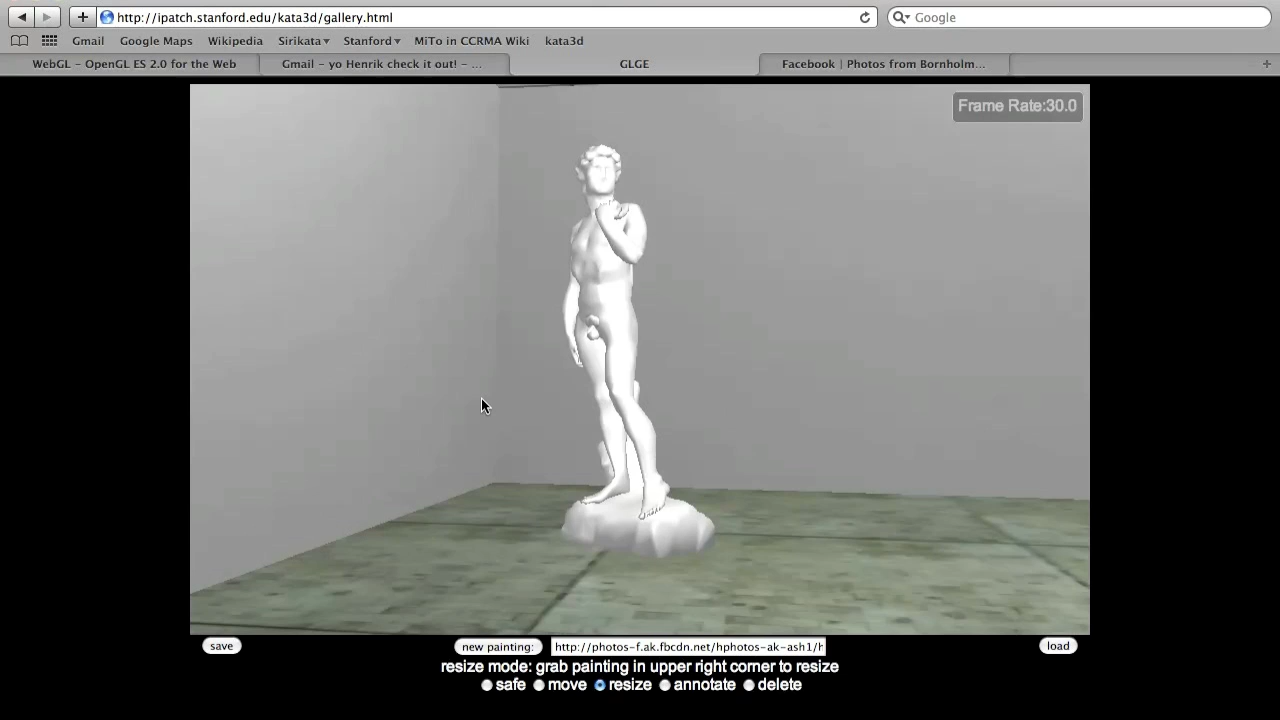 http://ipatch.stanford.edu/kata3d/gallery.html
Google
Gmail Google Maps Wikipedia Sirikata Stanford MiTo in CCRMA Wiki kata3d
WebGL – OpenGL ES 2.0 for the Web Gmail – yo Henrik check it out! – ... GLGE Facebook | Photos from Bornholm...
Frame Rate:30.0
save new painting: http://photos-f.ak.fbcdn.net/hphotos-ak-ash1/h load
resize mode: grab painting in upper right corner to resize
safe move resize annotate delete